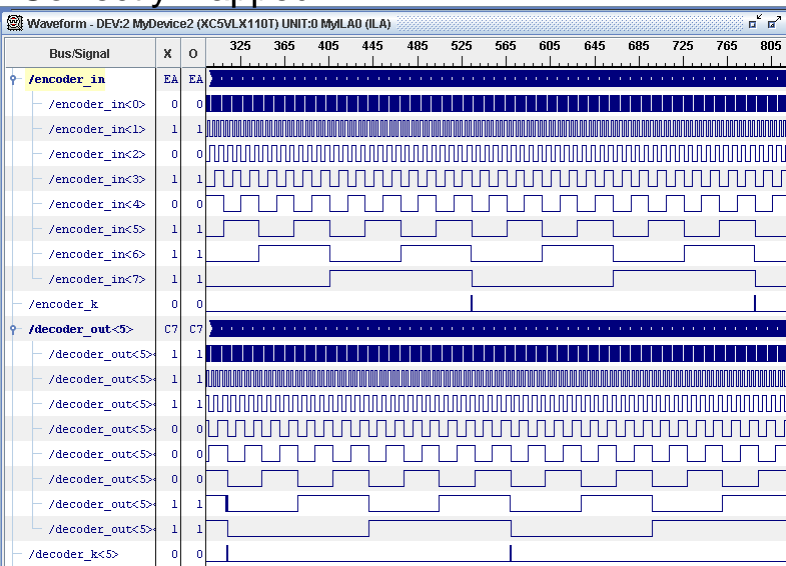 Waveform - DEV:2 MyDevice2 (XC5VLX110T) UNIT:0 MyILA0 (ILA)
Bus/Signal X O 325 365 405 445 485 525 565 605 645 685 725 765 805
/encoder_in EA EA
/encoder_in<0> 0 0
/encoder_in<1> 1 1
/encoder_in<2> 0 0
/encoder_in<3> 1 1
/encoder_in<4> 0 0
/encoder_in<5> 1 1
/encoder_in<6> 1 1
/encoder_in<7> 1 1
/encoder_k 0 0
/decoder_out<5> C7 C7
/decoder_out<5> 1 1
/decoder_out<5> 1 1
/decoder_out<5> 1 1
/decoder_out<5> 0 0
/decoder_out<5> 0 0
/decoder_out<5> 0 0
/decoder_out<5> 1 1
/decoder_out<5> 1 1
/decoder_k<5> 0 0